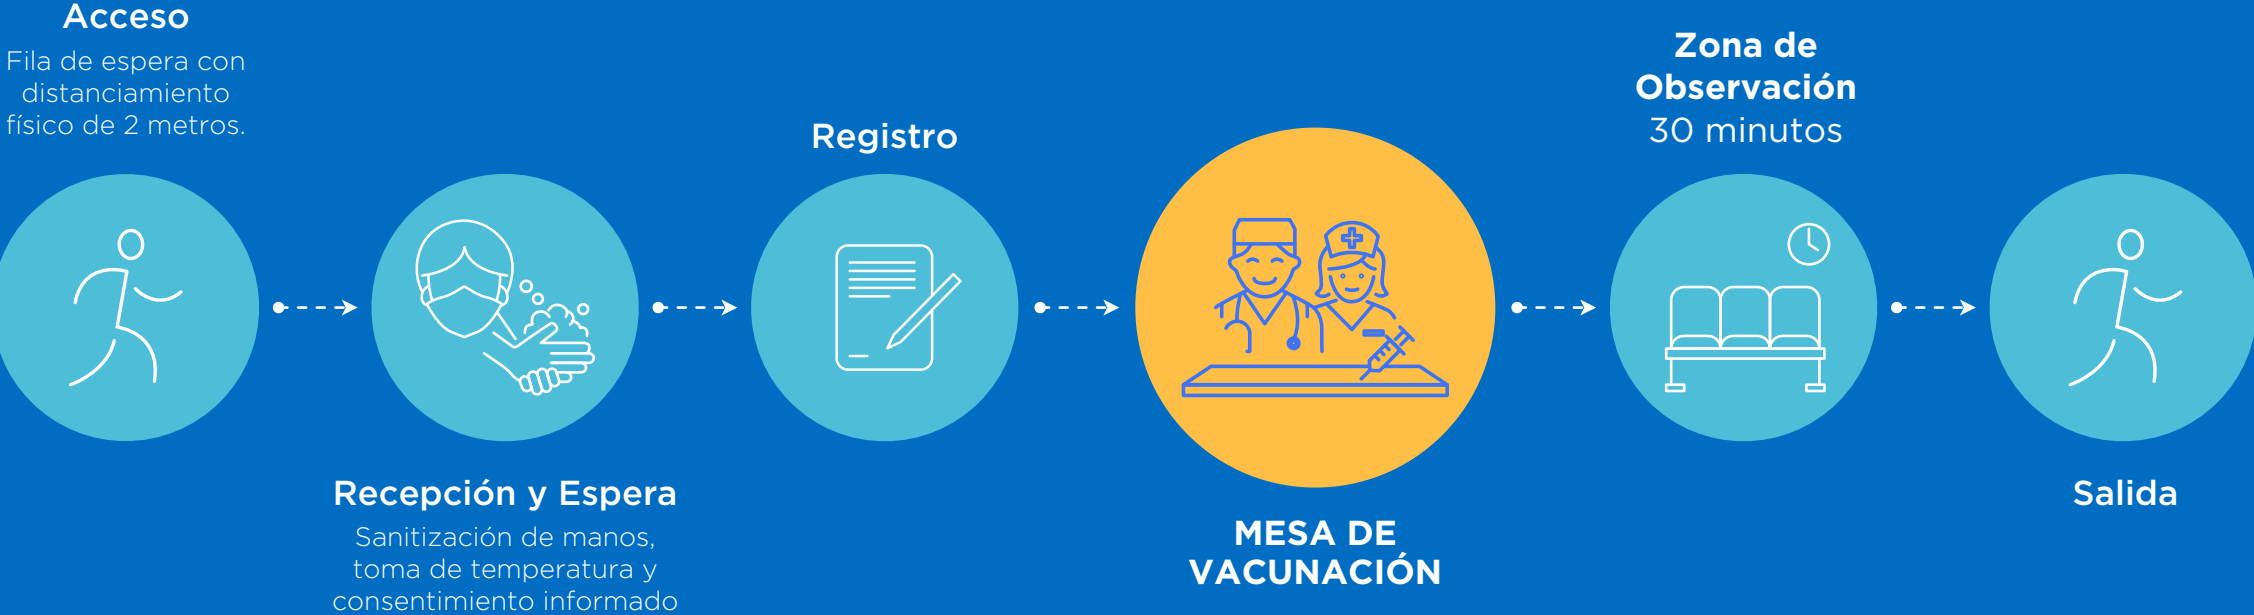 Acceso
Fila de espera con
distanciamiento
físico de 2 metros.
Recepción y Espera
Sanitización de manos,
toma de temperatura y
consentimiento informado
Registro
MESA DE
VACUNACIÓN
Zona de
Observación
30 minutos
Salida